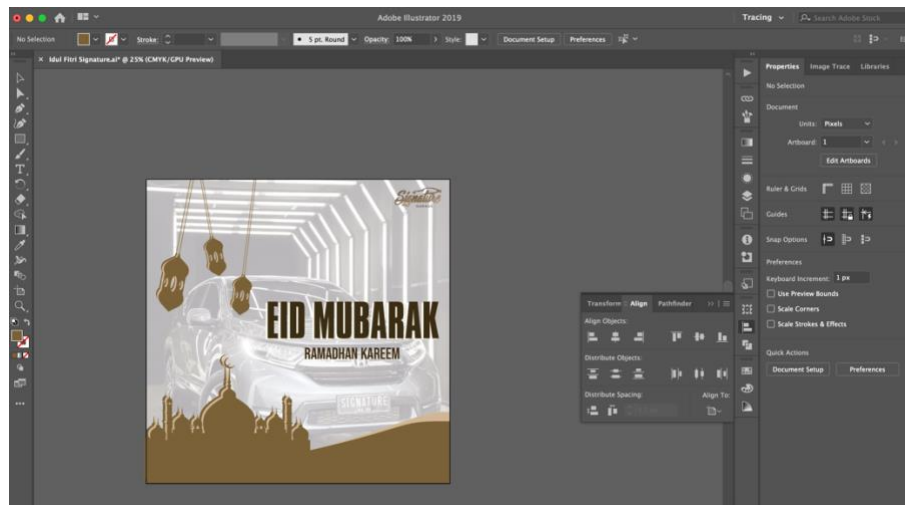 Adobe Illustrator 2019
Tracing
Search Adobe Stock
No Selection
Stroke:
5 pt. Round
Opacity: 100%
Style:
Document Setup
Preferences
× Idul Fitri Signature.ai* @ 25% (CMYK/GPU Preview)
Properties
Image Trace
Libraries
No Selection
Document
Units: Pixels
Artboard: 1
Edit Artboards
Ruler & Grids
Guides
Snap Options
Preferences
Keyboard Increment: 1 px
Use Preview Bounds
Scale Corners
Scale Strokes & Effects
Quick Actions
Document Setup
Preferences
Signature
EID MUBARAK
RAMADHAN KAREEM
SIGNATURE
Transform
Align
Pathfinder
Align Objects:
Distribute Objects:
Distribute Spacing:
Align To: